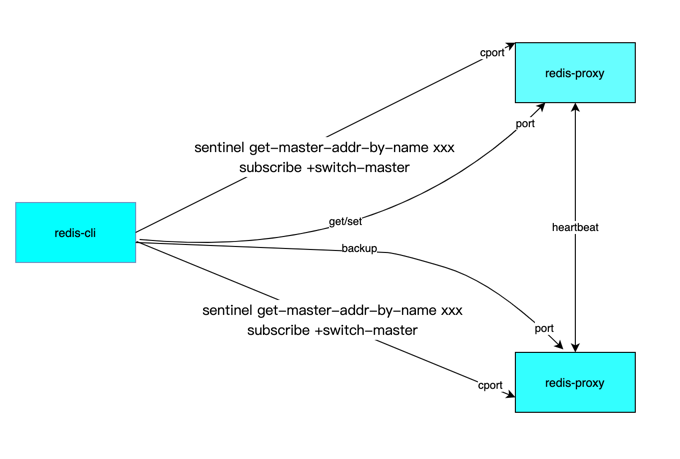 cport
redis-proxy
port
sentinel get-master-addr-by-name xxx
subscribe +switch-master
get/set
redis-cli
heartbeat
backup
sentinel get-master-addr-by-name xxx
subscribe +switch-master
port
cport
redis-proxy